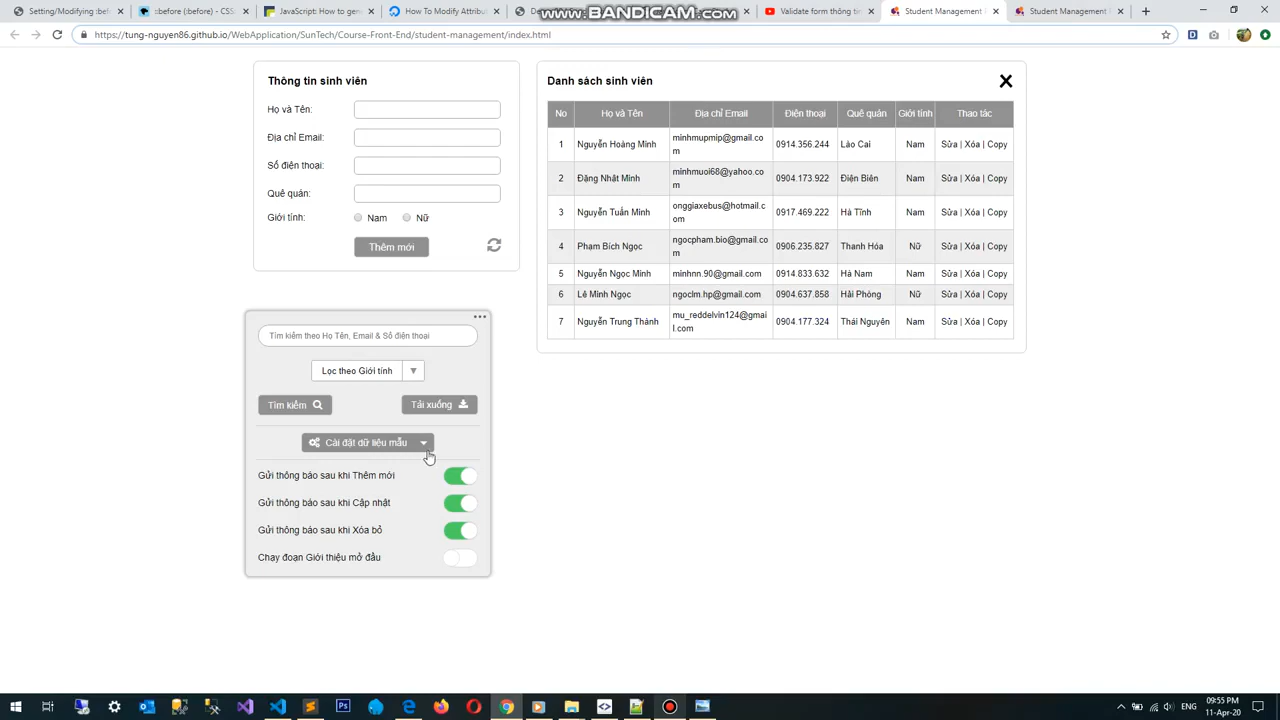 Setting/Modifying :befo
:before (:before) - CSS:
JavaScript: How to gen
How To Modify Attribut
De
www.BANDICAM.com
Validate form thông tin
Student Management
Student Management
https://tung-nguyen86.github.io/WebApplication/SunTech/Course-Front-End/student-management/index.html
Thông tin sinh viên
Họ và Tên:
Địa chỉ Email:
Số điện thoại:
Quê quán:
Giới tính:
Nam
Nữ
Thêm mới
Danh sách sinh viên
No Họ và Tên Địa chỉ Email Điện thoại Quê quán Giới tính Thao tác
1 Nguyễn Hoàng Minh minhmupmip@gmail.co 0914.356.244 Lào Cai Nam Sửa | Xóa | Copy
m
2 Đặng Nhật Minh minhmuoi68@yahoo.co 0904.173.922 Điện Biên Nam Sửa | Xóa | Copy
m
3 Nguyễn Tuấn Minh onggiaxebus@hotmail.c 0917.469.222 Hà Tĩnh Nam Sửa | Xóa | Copy
om
4 Phạm Bích Ngọc ngocpham.bio@gmail.co 0906.235.827 Thanh Hóa Nữ Sửa | Xóa | Copy
m
5 Nguyễn Ngọc Minh minhnn.90@gmail.com 0914.833.632 Hà Nam Nam Sửa | Xóa | Copy
6 Lê Minh Ngọc ngoclm.hp@gmail.com 0904.637.858 Hải Phòng Nữ Sửa | Xóa | Copy
7 Nguyễn Trung Thành mu_reddelvin124@gmai 0904.177.324 Thái Nguyên Nam Sửa | Xóa | Copy
l.com
Tìm kiếm theo Họ Tên, Email & Số điện thoại
Lọc theo Giới tính
Tìm kiếm
Tải xuống
Cài đặt dữ liệu mẫu
Gửi thông báo sau khi Thêm mới
Gửi thông báo sau khi Cập nhật
Gửi thông báo sau khi Xóa bỏ
Chạy đoạn Giới thiệu mở đầu
ENG
09:55 PM
11-Apr-20